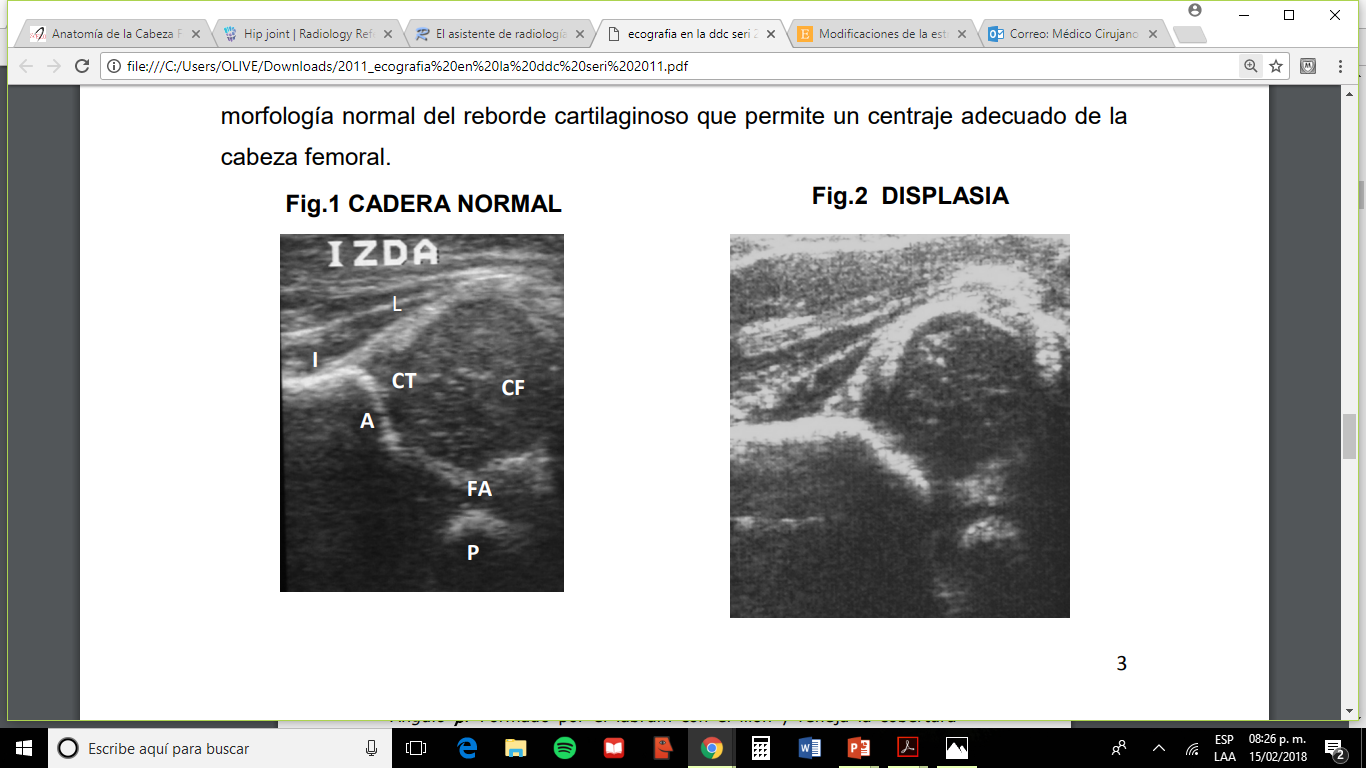 Anatomía de la Cabeza F
Hip joint | Radiology Refe
El asistente de radiología
ecografia en la ddc seri 2
Modificaciones de la est
Correo: Médico Cirujano
file:///C:/Users/OLIVE/Downloads/2011_ecografia%20en%20la%20ddc%20seri%202011.pdf
morfología normal del reborde cartilaginoso que permite un centraje adecuado de la
cabeza femoral.
Fig.1 CADERA NORMAL
Fig.2 DISPLASIA
IZDA
L
I
CT
CF
A
FA
P
3
Escribe aquí para buscar
ESP
LAA
08:26 p. m.
15/02/2018
2